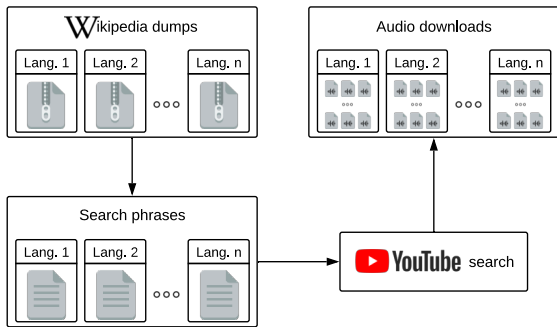 Wikipedia dumps
Lang. 1 Lang. 2 Lang. n
Audio downloads
Lang. 1 Lang. 2 Lang. n
Search phrases
Lang. 1 Lang. 2 Lang. n
YouTube search